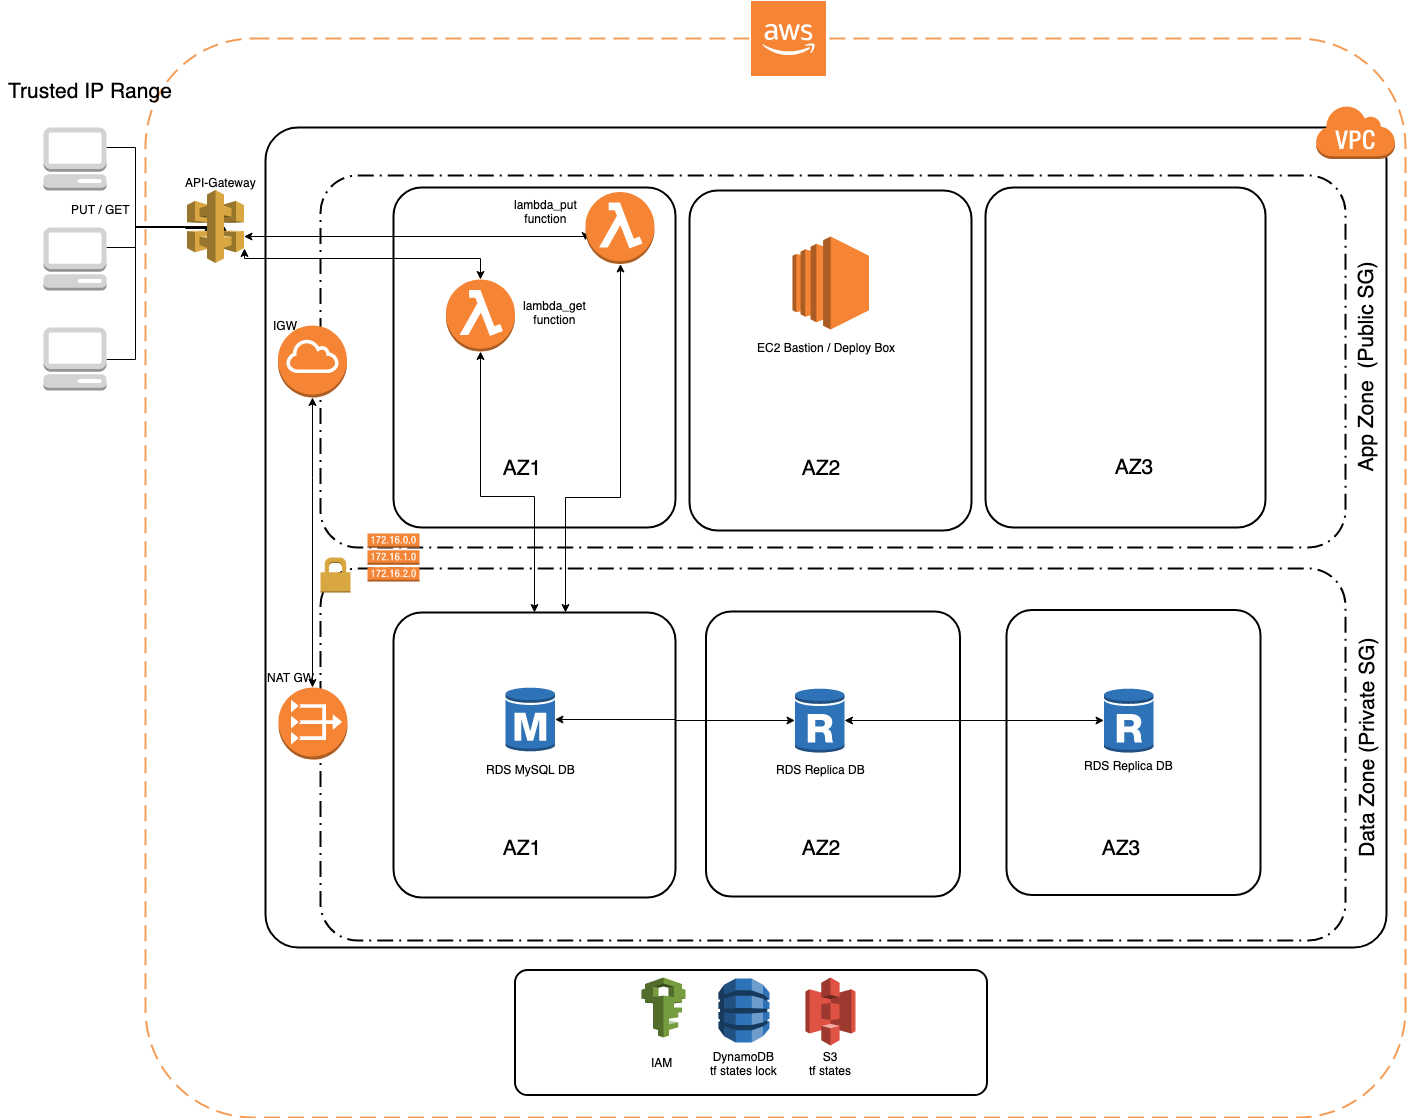 aws
Trusted IP Range
VPC
API-Gateway
PUT / GET
lambda_put
function
lambda_get
function
IGW
EC2 Bastion / Deploy Box
AZ1
AZ2
AZ3
App Zone (Public SG)
172.16.0.0
172.16.1.0
172.16.2.0
NAT GW
M
R
R
RDS MySQL DB
RDS Replica DB
RDS Replica DB
AZ1
AZ2
AZ3
Data Zone (Private SG)
IAM
DynamoDB
tf states lock
S3
tf states